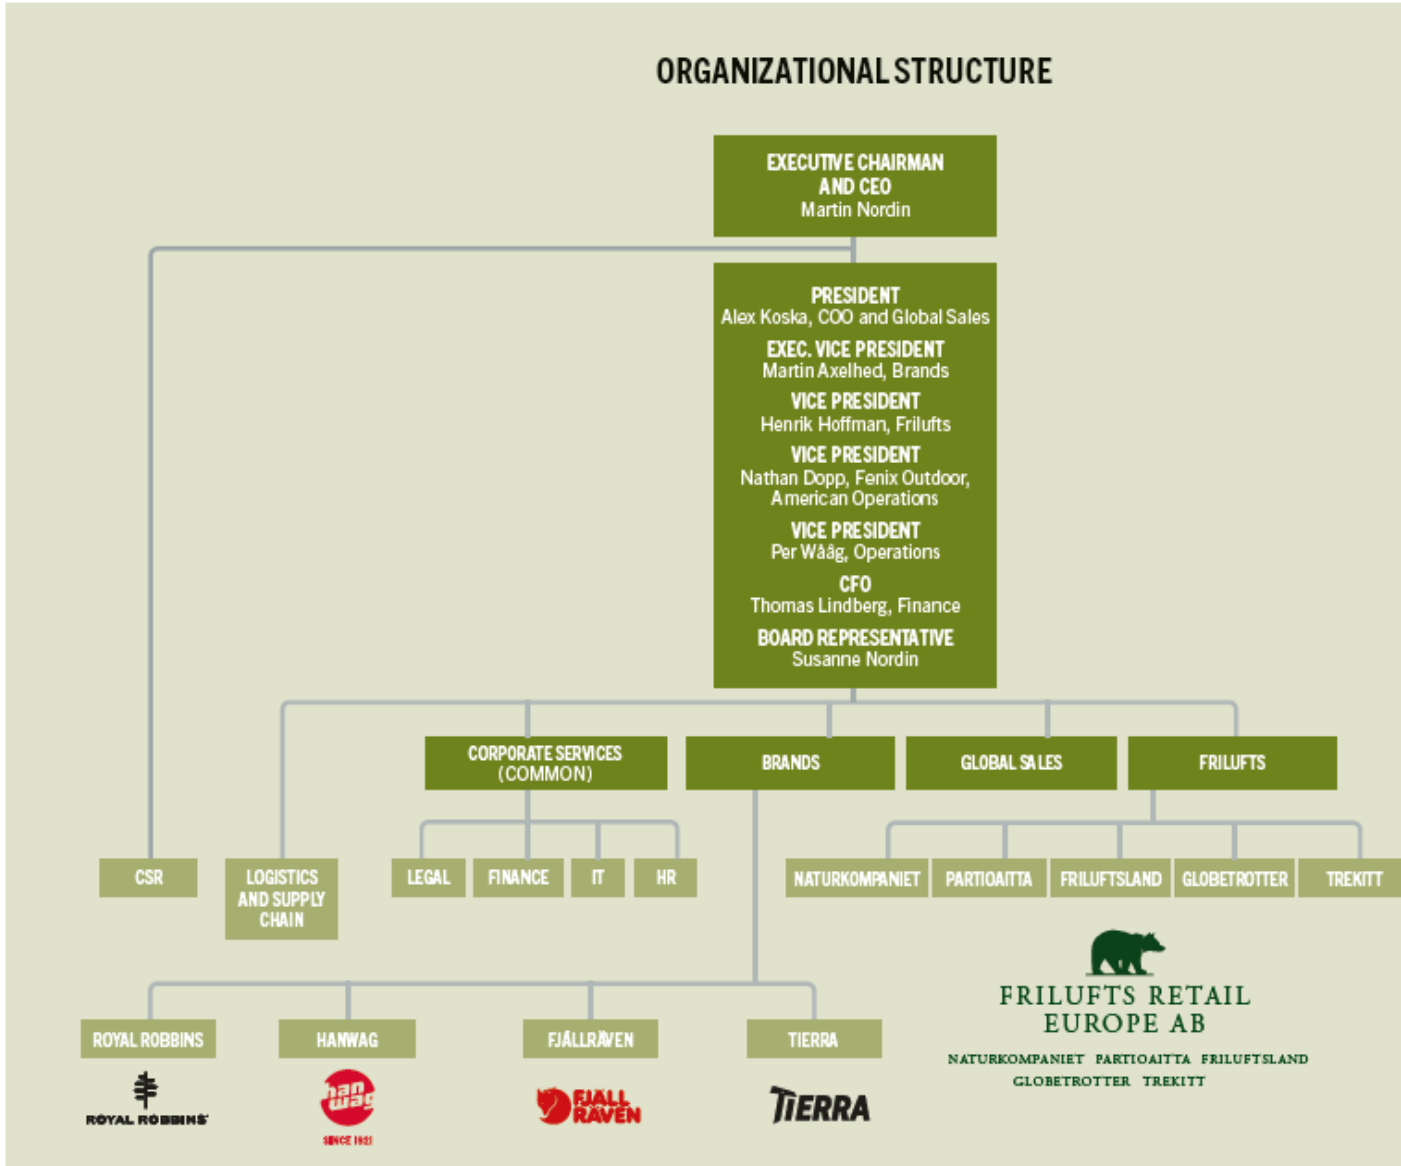 ORGANIZATIONAL STRUCTURE
EXECUTIVE CHAIRMAN
AND CEO
Martin Nordin
PRESIDENT
Alex Koska, COO and Global Sales
EXEC. VICE PRESIDENT
Martin Axelhed, Brands
VICE PRESIDENT
Henrik Hoffman, Frilufts
VICE PRESIDENT
Nathan Dopp, Fenix Outdoor,
American Operations
VICE PRESIDENT
Per Wååg, Operations
CFO
Thomas Lindberg, Finance
BOARD REPRESENTATIVE
Susanne Nordin
CORPORATE SERVICES
(COMMON)
BRANDS
GLOBAL SALES
FRILUFTS
CSR
LOGISTICS
AND SUPPLY
CHAIN
LEGAL
FINANCE
IT
HR
NATURKOMPANIET
PARTIOAITTA
FRILUFTSLAND
GLOBETROTTER
TREKITT
FRILUFTS RETAIL
EUROPE AB
NATURKOMPANIET PARTIOAITTA FRILUFTSLAND
GLOBETROTTER TREKITT
ROYAL ROBBINS
HANWAG
FJÄLLRÄVEN
TIERRA
ROYAL ROBBINS
han
wag
SINCE 1921
FJÄLL
RÄVEN
TIERRA